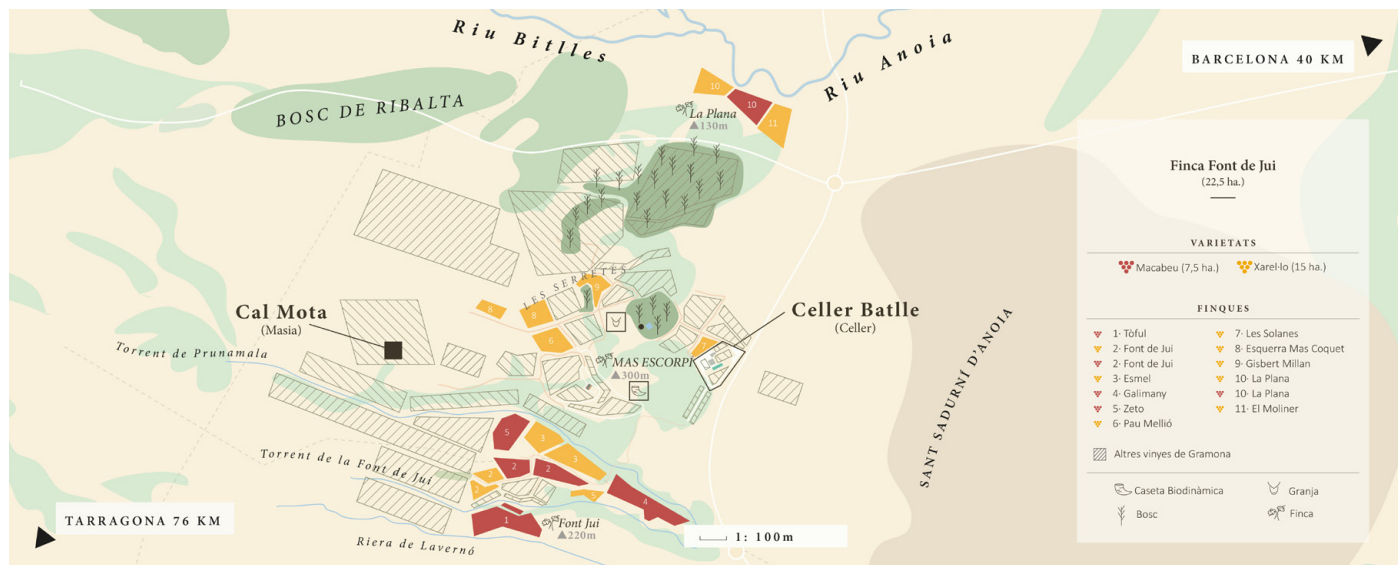 Riu Bitlles
Riu Anoia
BARCELONA 40 KM
BOSC DE RIBALTA
10
10
11
La Plana
130m
LES SERRETES
9
8
8
6
7
Cal Mota
(Masia)
Celler Batlle
(Celler)
MAS ESCORPÍ
300m
Torrent de Prunamala
Torrent de la Font de Jui
5
3
3
2
2
2
2
5
4
1
Font Jui
220m
TARRAGONA 76 KM
Riera de Lavernó
1: 100m
SANT SADURNÍ D'ANOIA
Finca Font de Jui
(22,5 ha.)
VARIETATS
Macabeu (7,5 ha.)
Xarel·lo (15 ha.)
FINQUES
1· Tòful
2· Font de Jui
2· Font de Jui
3· Esmel
4· Galimany
5· Zeto
6· Pau Mellió
7· Les Solanes
8· Esquerra Mas Coquet
9· Gisbert Millan
10· La Plana
10· La Plana
11· El Moliner
Altres vinyes de Gramona
Caseta Biodinàmica
Granja
Bosc
Finca